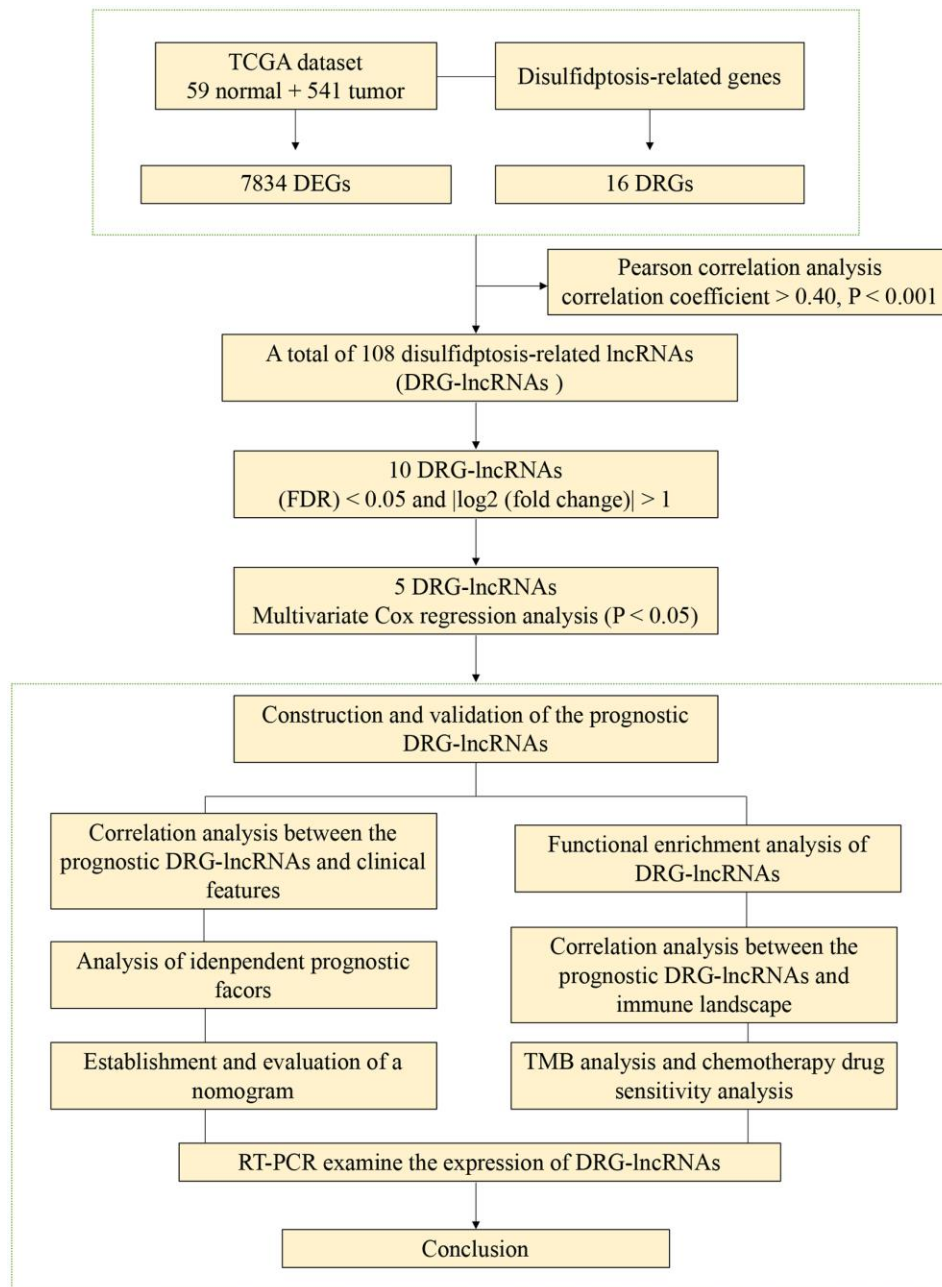 TCGA dataset
59 normal + 541 tumor
Disulfidptosis-related genes
7834 DEGs
16 DRGs
Pearson correlation analysis
correlation coefficient > 0.40, P < 0.001
A total of 108 disulfidptosis-related lncRNAs
(DRG-lncRNAs )
10 DRG-lncRNAs
(FDR) < 0.05 and |log2 (fold change)| > 1
5 DRG-lncRNAs
Multivariate Cox regression analysis (P < 0.05)
Construction and validation of the prognostic
DRG-lncRNAs
Correlation analysis between the
prognostic DRG-lncRNAs and clinical
features
Analysis of idenpendent prognostic
facors
Establishment and evaluation of a
nomogram
Functional enrichment analysis of
DRG-lncRNAs
Correlation analysis between the
prognostic DRG-lncRNAs and
immune landscape
TMB analysis and chemotherapy drug
sensitivity analysis
RT-PCR examine the expression of DRG-lncRNAs
Conclusion